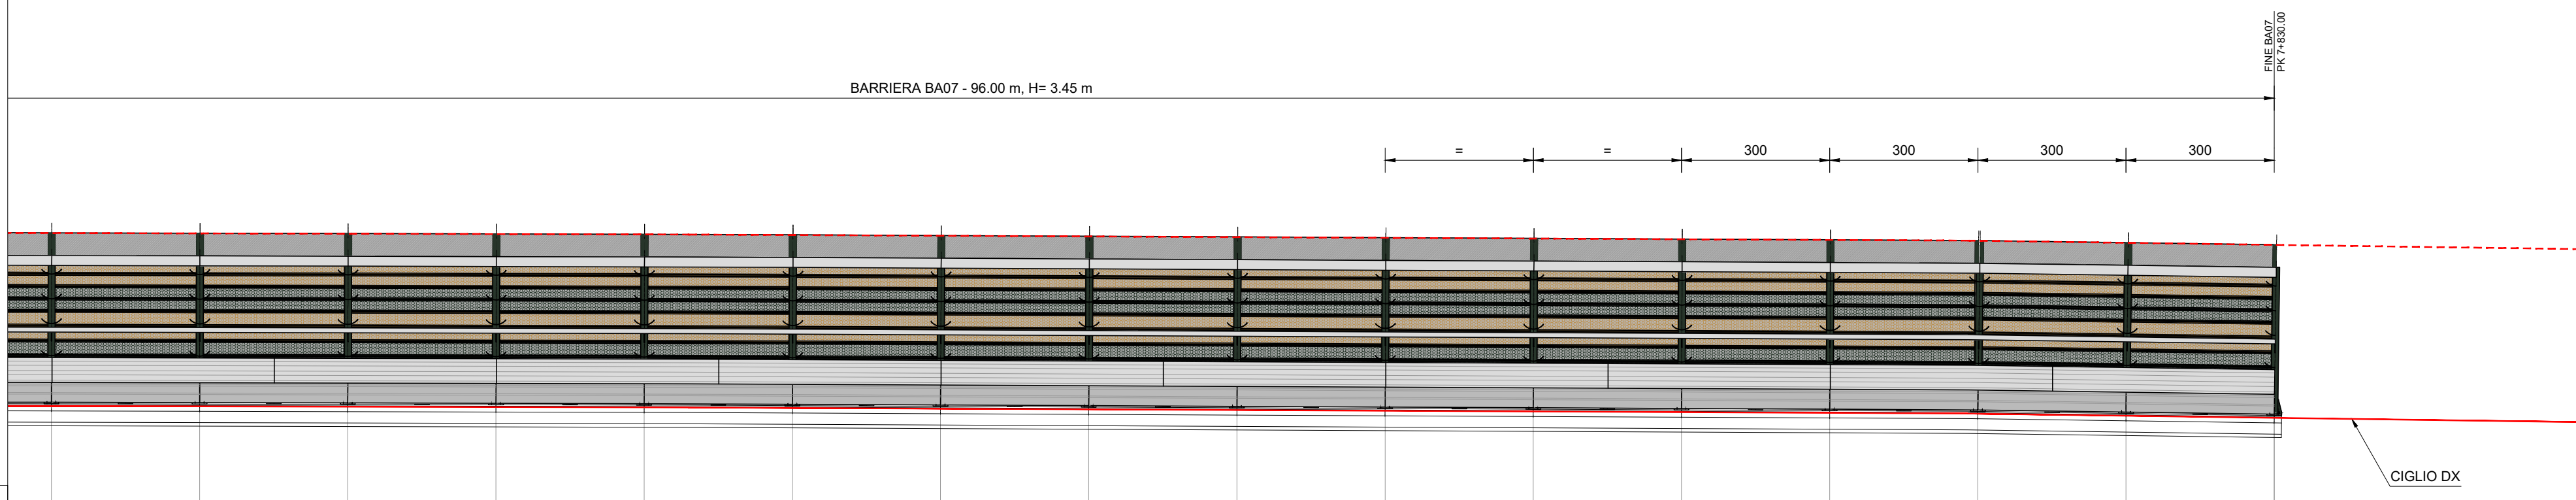 FINE BA07
PK 7+830.00
BARRIERA BA07 - 96.00 m, H= 3.45 m
= = 300 300 300 300
CIGLIO DX